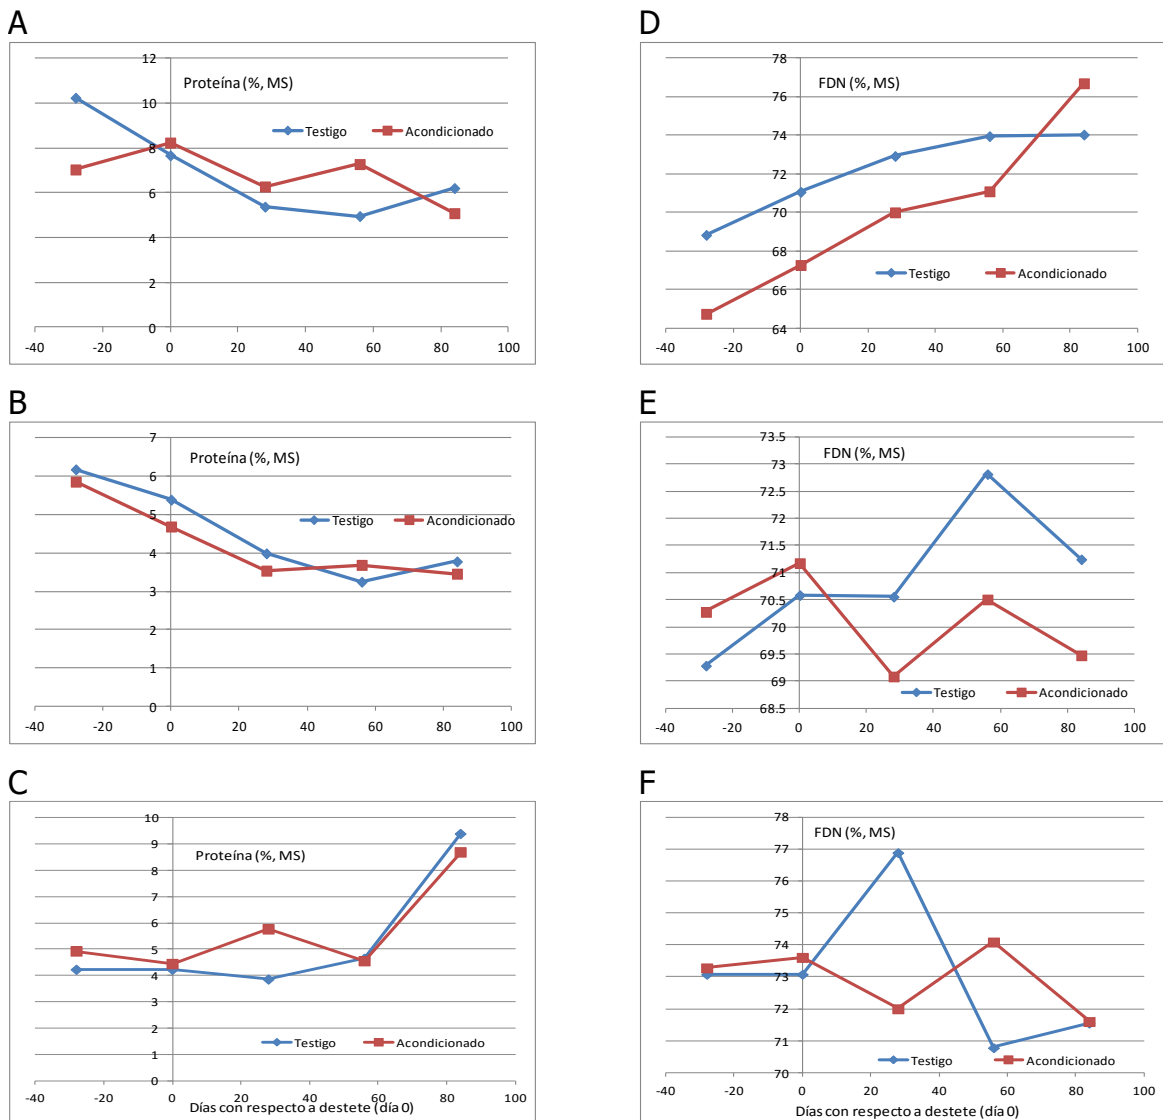 A
12
10
8
6
4
2
0
Proteína (%, MS)
Testigo Acondicionado
-40 -20 0 20 40 60 80 100
D
78
76
74
72
70
68
66
64
FDN (%, MS)
Testigo Acondicionado
-40 -20 0 20 40 60 80 100
B
7
6
5
4
3
2
1
0
Proteína (%, MS)
Testigo Acondicionado
-40 -20 0 20 40 60 80 100
E
73.5
73
72.5
72
71.5
71
70.5
70
69.5
69
68.5
FDN (%, MS)
Testigo Acondicionado
-40 -20 0 20 40 60 80 100
C
10
9
8
7
6
5
4
3
2
1
0
Proteína (%, MS)
Testigo Acondicionado
-40 -20 0 20 40 60 80 100
Días con respecto a destete (día 0)
F
78
77
76
75
74
73
72
71
70
FDN (%, MS)
Testigo Acondicionado
-40 -20 0 20 40 60 80 100
Días con respecto a destete (día 0)